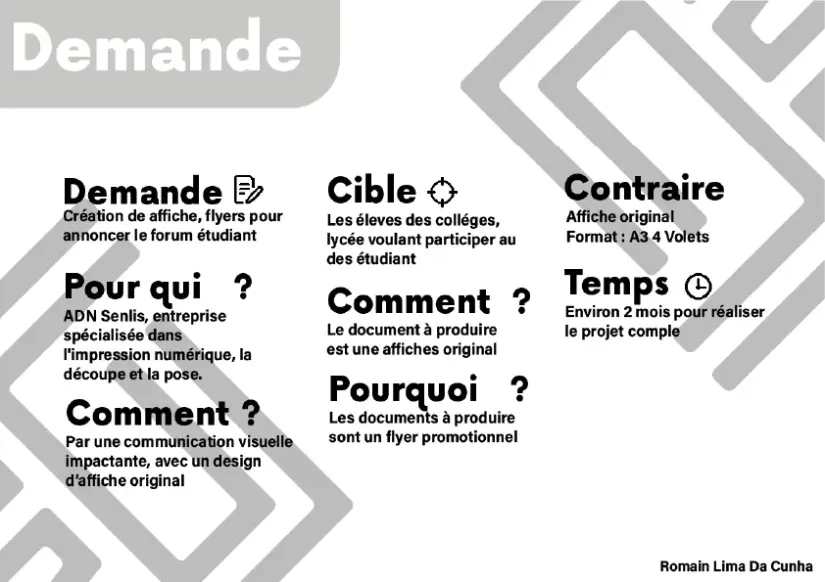 Demande
Demande
Création de affiche, flyers pour
annoncer le forum étudiant
Pour qui ?
ADN Senlis, entreprise
spécialisée dans
l'impression numérique, la
découpe et la pose.
Comment ?
Par une communication visuelle
impactante, avec un design
d'affiche original
Cible
Les éleves des colléges,
lycée voulant participer au
des étudiant
Comment ?
Le document à produire
est une affiches original
Pourquoi ?
Les documents à produire
sont un flyer promotionnel
Contraire
Affiche original
Format : A3 4 Volets
Temps
Environ 2 mois pour réaliser
le projet comple
Romain Lima Da Cunha